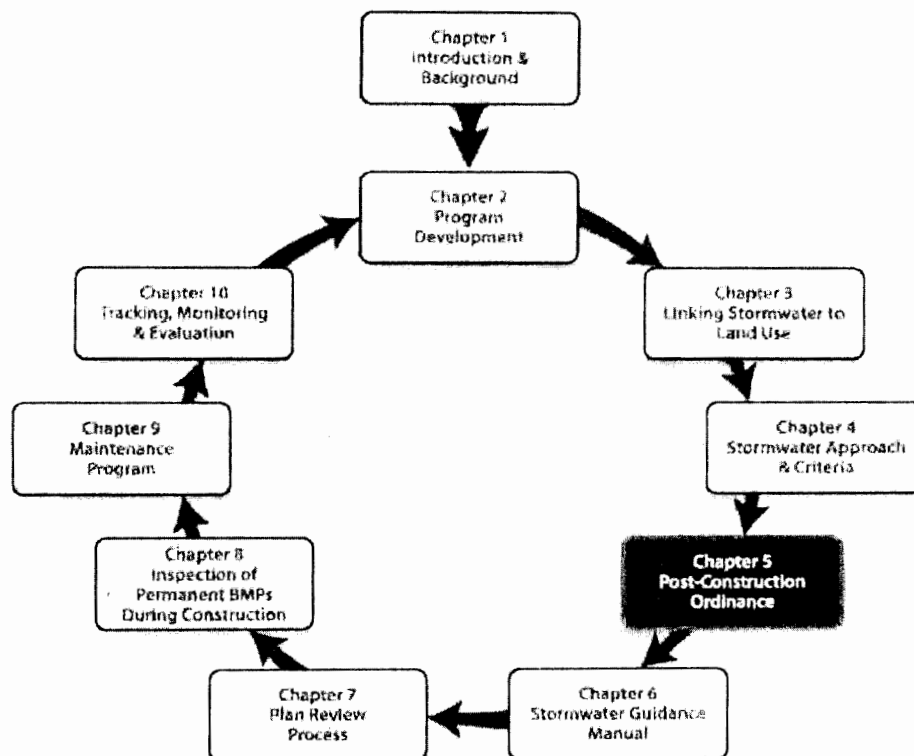 Chapter 1
Introduction &
Background
Chapter 2
Program
Development
Chapter 3
Linking Stormwater to
Land Use
Chapter 4
Stormwater Approach
& Criteria
Chapter 5
Post-Construction
Ordinance
Chapter 6
Stormwater Guidance
Manual
Chapter 7
Plan Review
Process
Chapter 8
Inspection of
Permanent BMPs
During Construction
Chapter 9
Maintenance
Program
Chapter 10
Tracking, Monitoring
& Evaluation